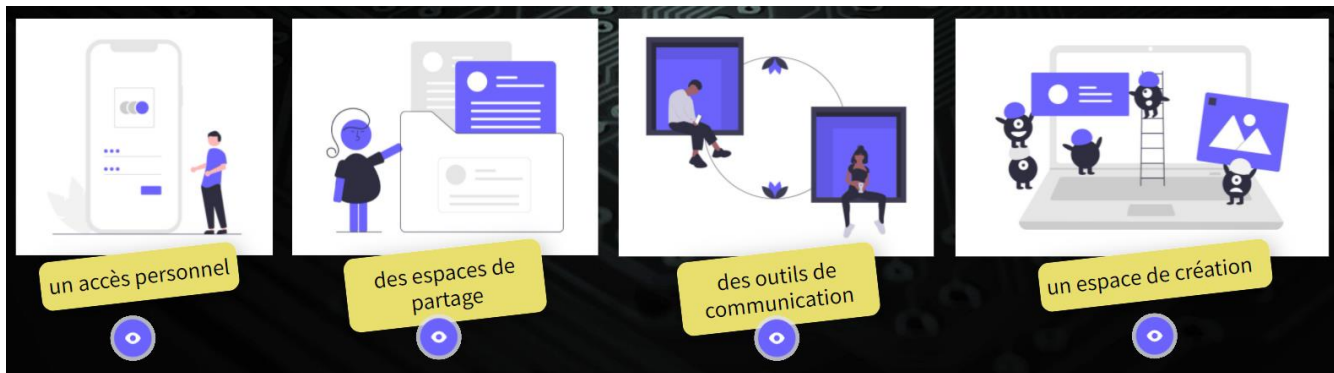 un accès personnel
des espaces de
partage
des outils de
communication
un espace de création